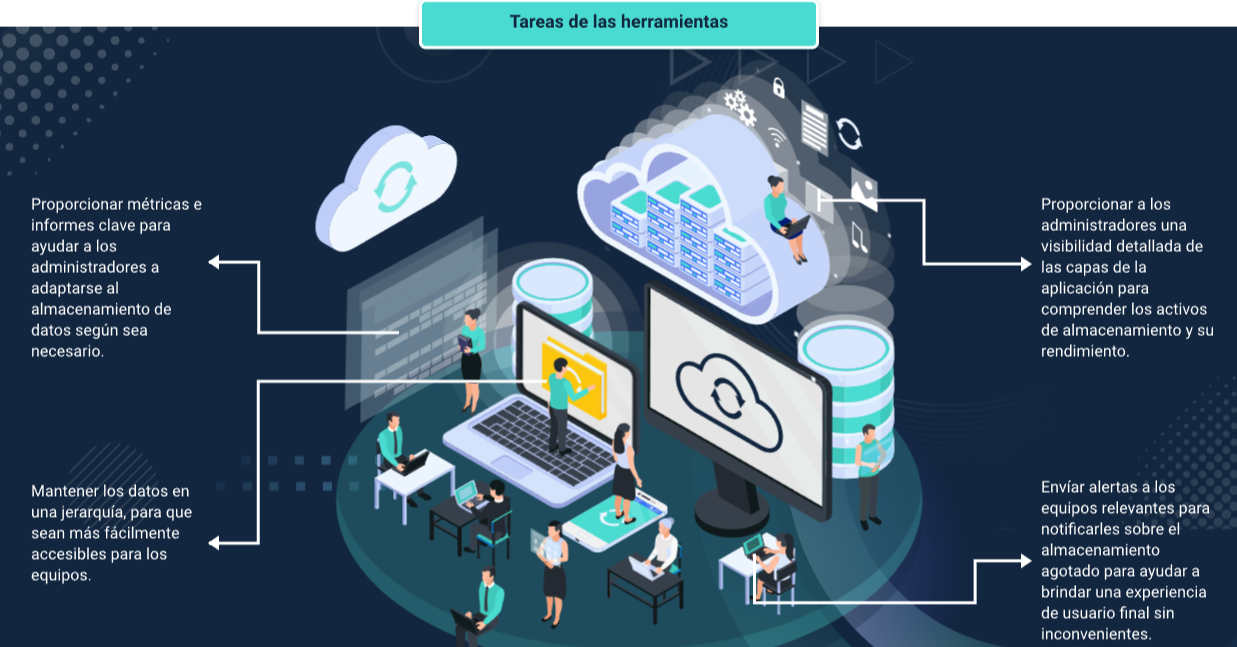 Tareas de las herramientas
Proporcionar métricas e
informes clave para
ayudar a los
administradores a
adaptarse al
almacenamiento de
datos según sea
necesario.
Mantener los datos en
una jerarquía, para que
sean más fácilmente
accesibles para los
equipos.
Proporcionar a los
administradores una
visibilidad detallada de
las capas de la
aplicación para
comprender los activos
de almacenamiento y su
rendimiento.
Envíar alertas a los
equipos relevantes para
notificarles sobre el
almacenamiento
agotado para ayudar a
brindar una experiencia
de usuario final sin
inconvenientes.